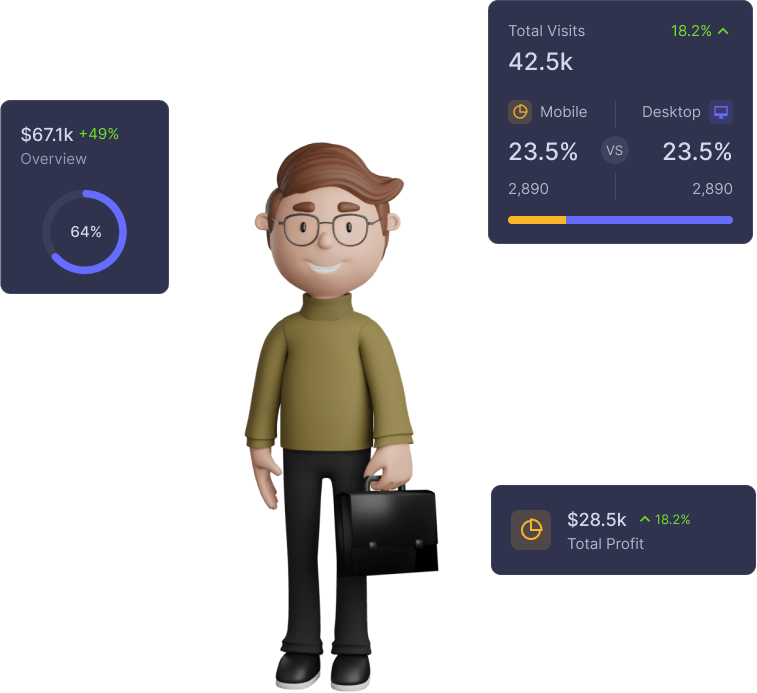 Total Visits 18.2%
42.5k
Mobile Desktop
23.5% VS 23.5%
2,890 2,890
$67.1k +49%
Overview
64%
$28.5k 18.2%
Total Profit